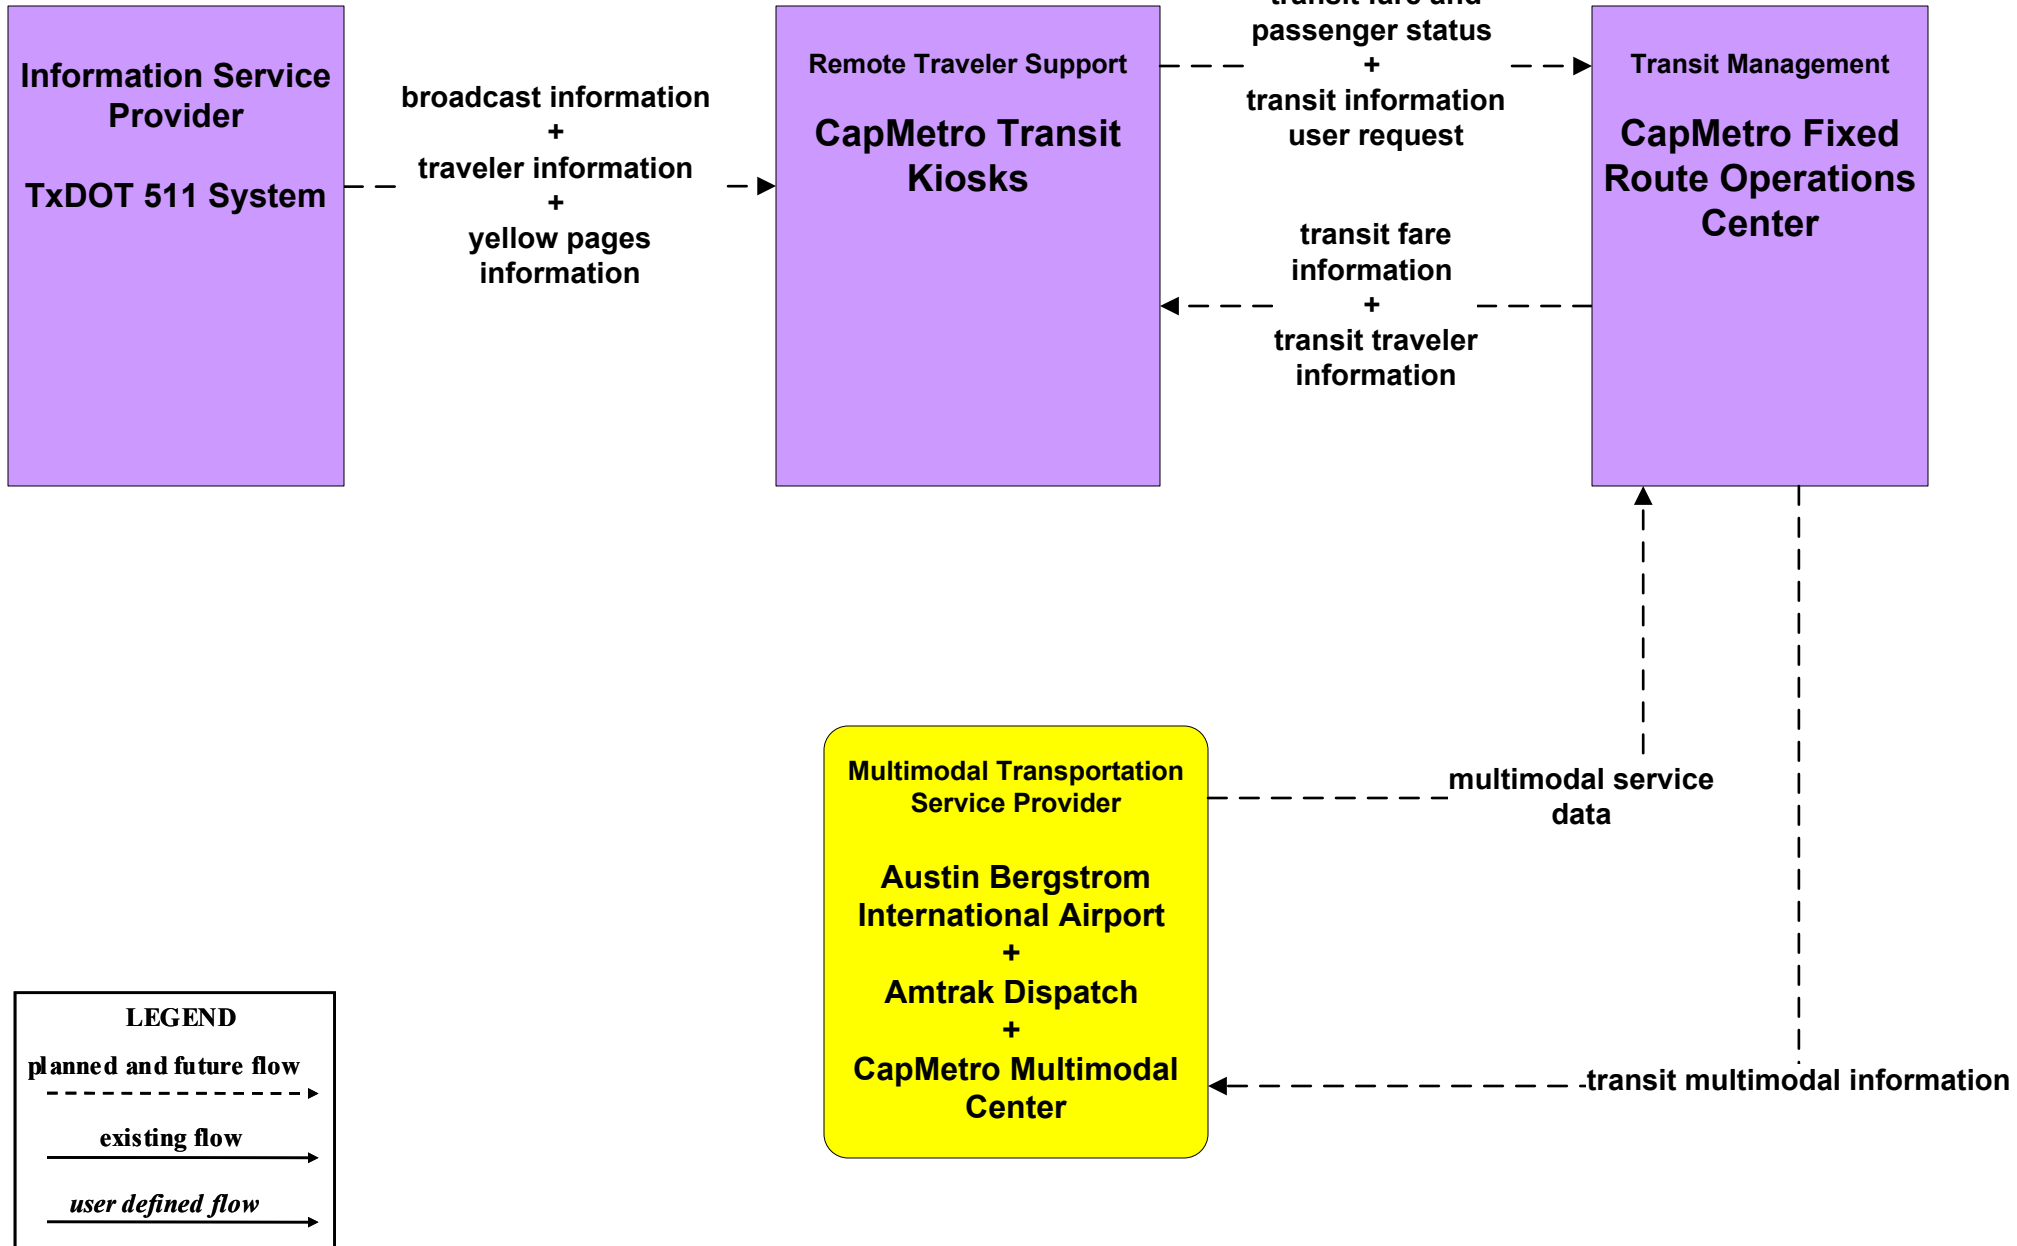 Information Service
Provider
TxDOT 511 System
broadcast information
+
traveler information
+
yellow pages
information
Remote Traveler Support
CapMetro Transit
Kiosks
transit fare and
passenger status
+
transit information
user request
transit fare
information
+
transit traveler
information
Transit Management
CapMetro Fixed
Route Operations
Center
Multimodal Transportation
Service Provider
Austin Bergstrom
International Airport
+
Amtrak Dispatch
+
CapMetro Multimodal
Center
multimodal service
data
transit multimodal information
LEGEND
planned and future flow
existing flow
user defined flow